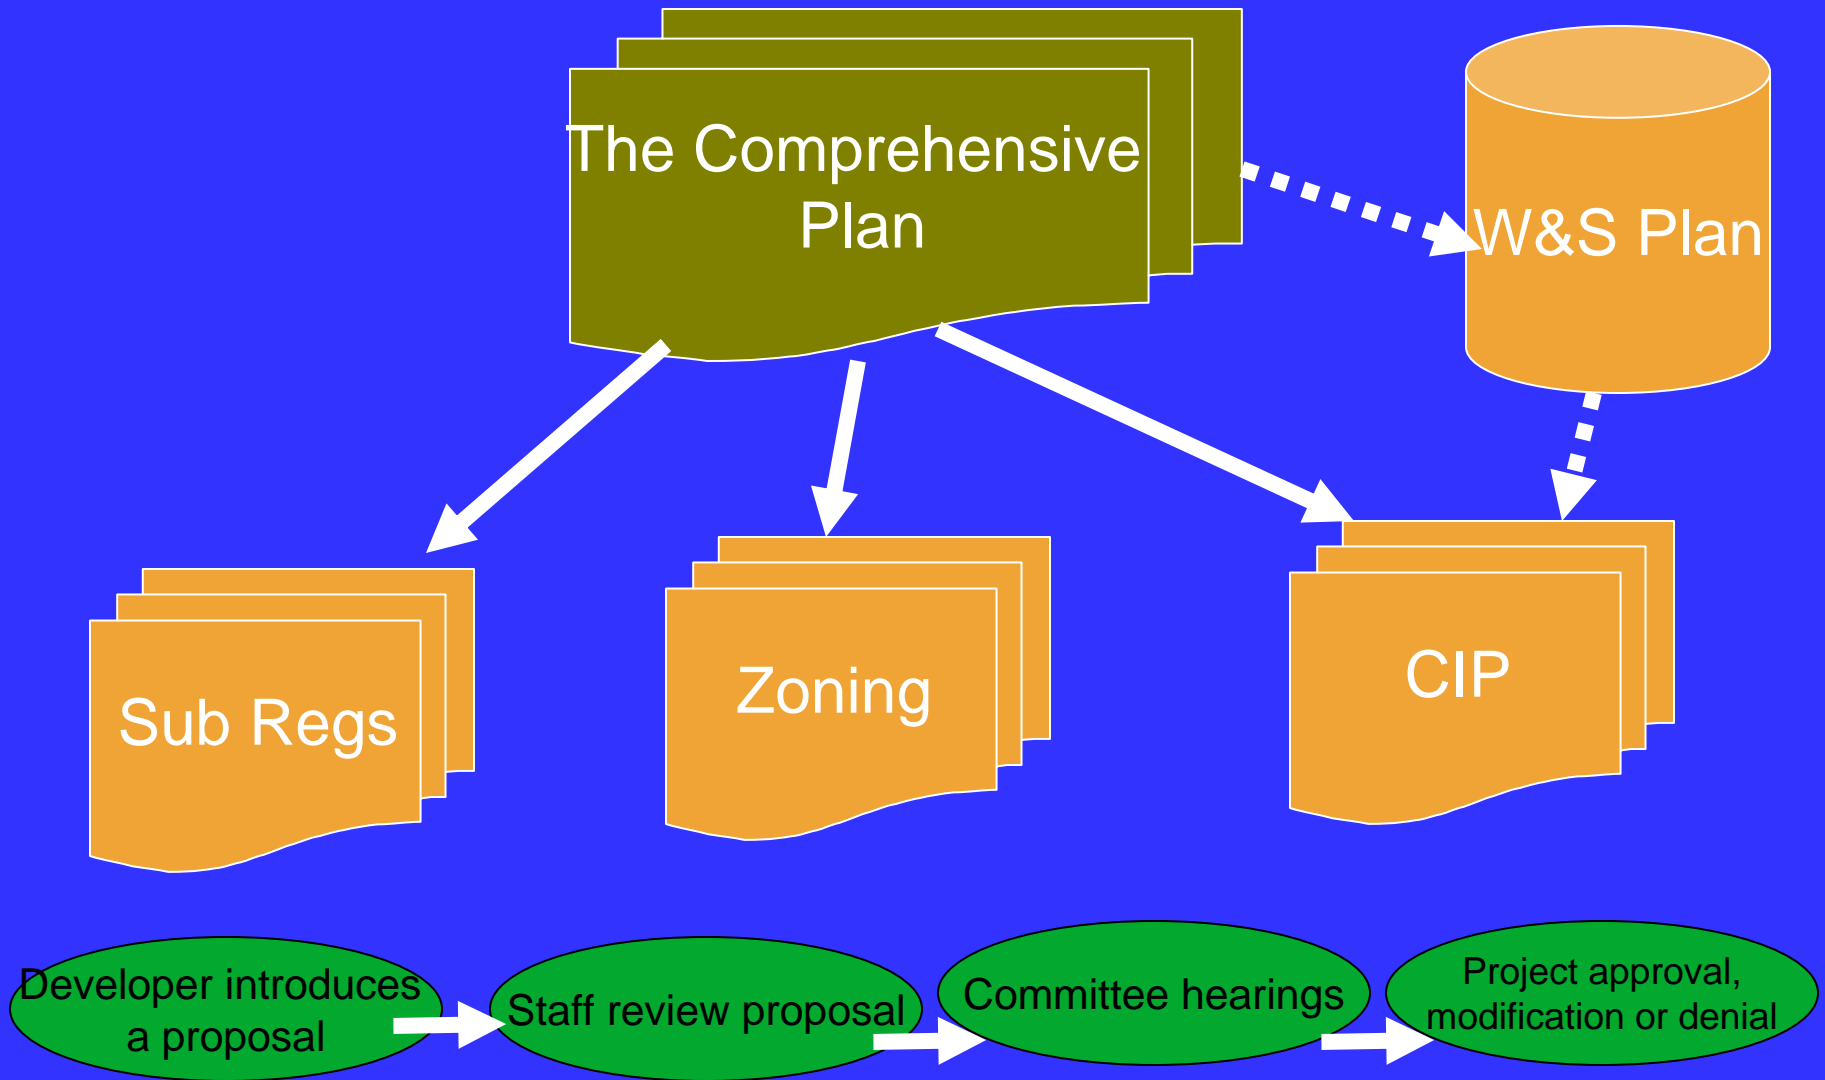 The Comprehensive
Plan
W&S Plan
Sub Regs
Zoning
CIP
Developer introduces
a proposal
Staff review proposal
Committee hearings
Project approval,
modification or denial